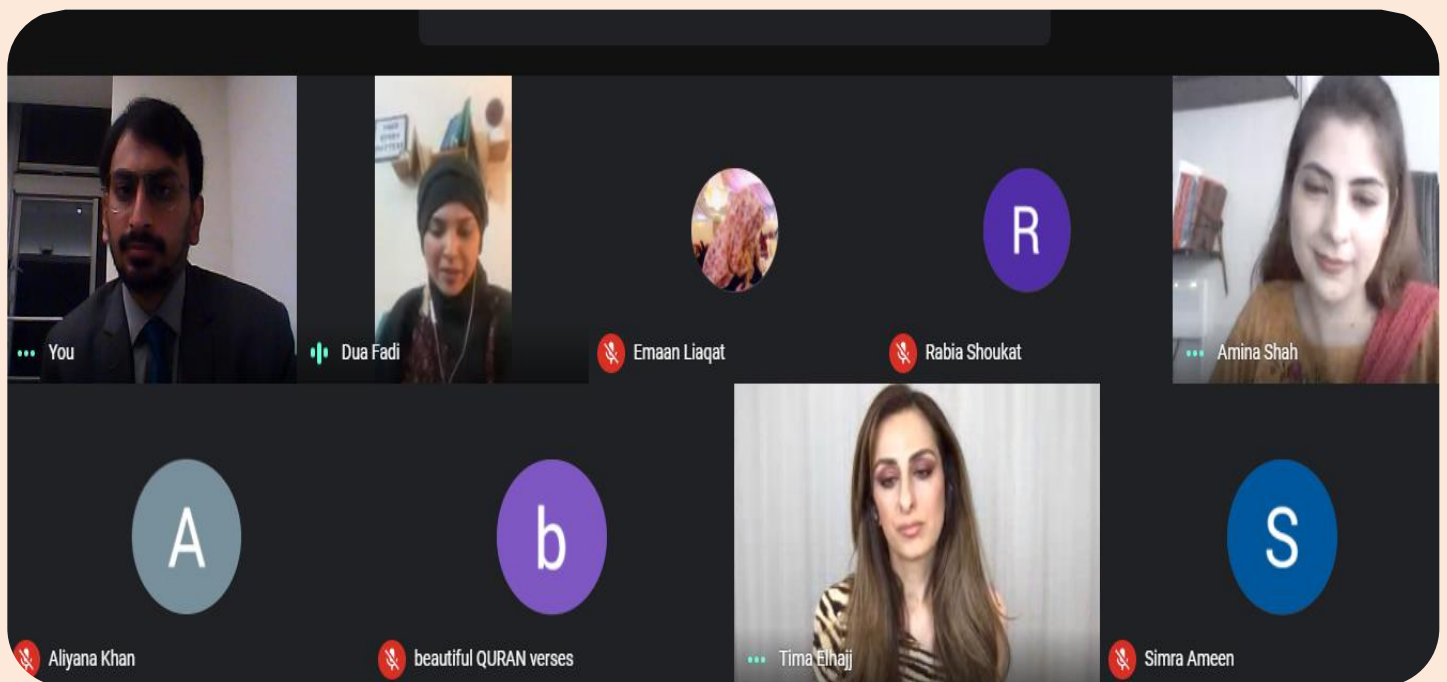 You
Dua Fadi
Emaan Liaqat
R
Rabia Shoukat
Amina Shah
A
Aliyana Khan
b
beautiful QURAN verses
Tima Elhajj
S
Simra Ameen